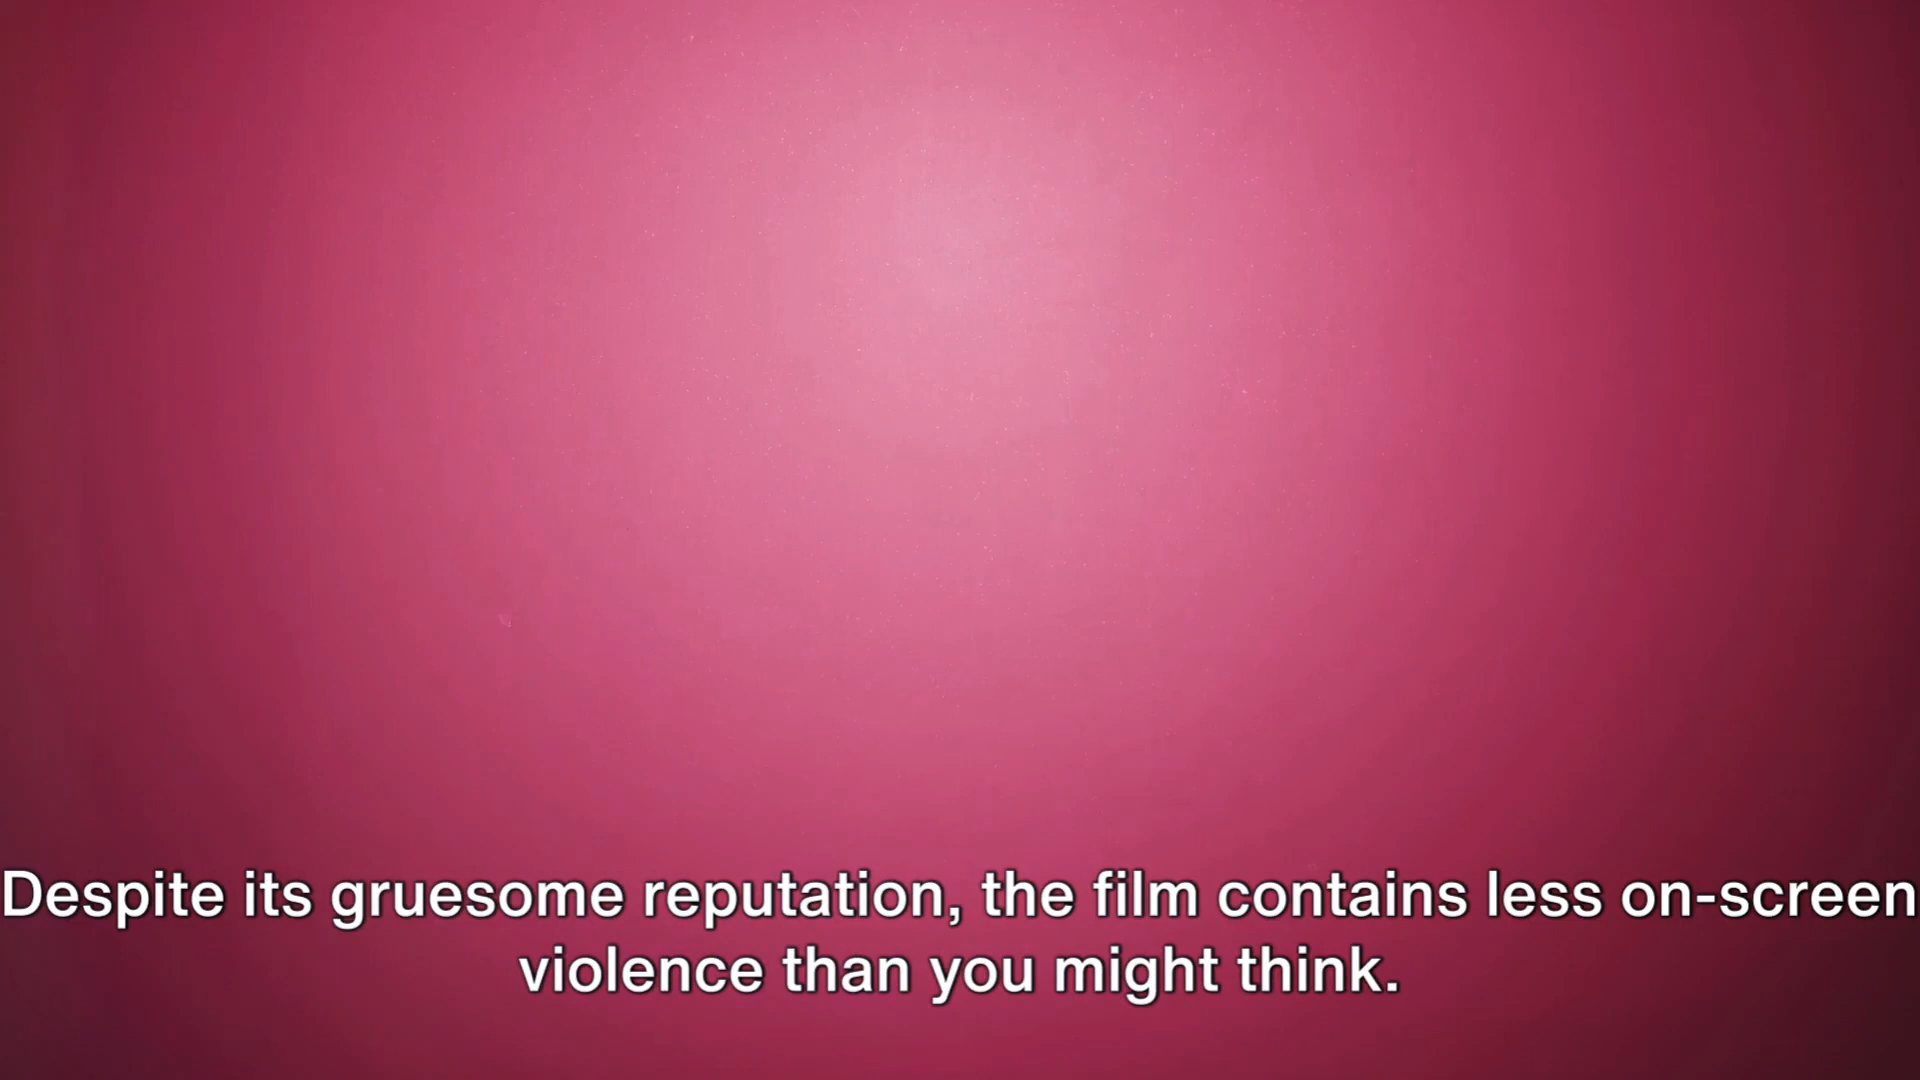 Despite its gruesome reputation, the film contains less on-screen
violence than you might think.